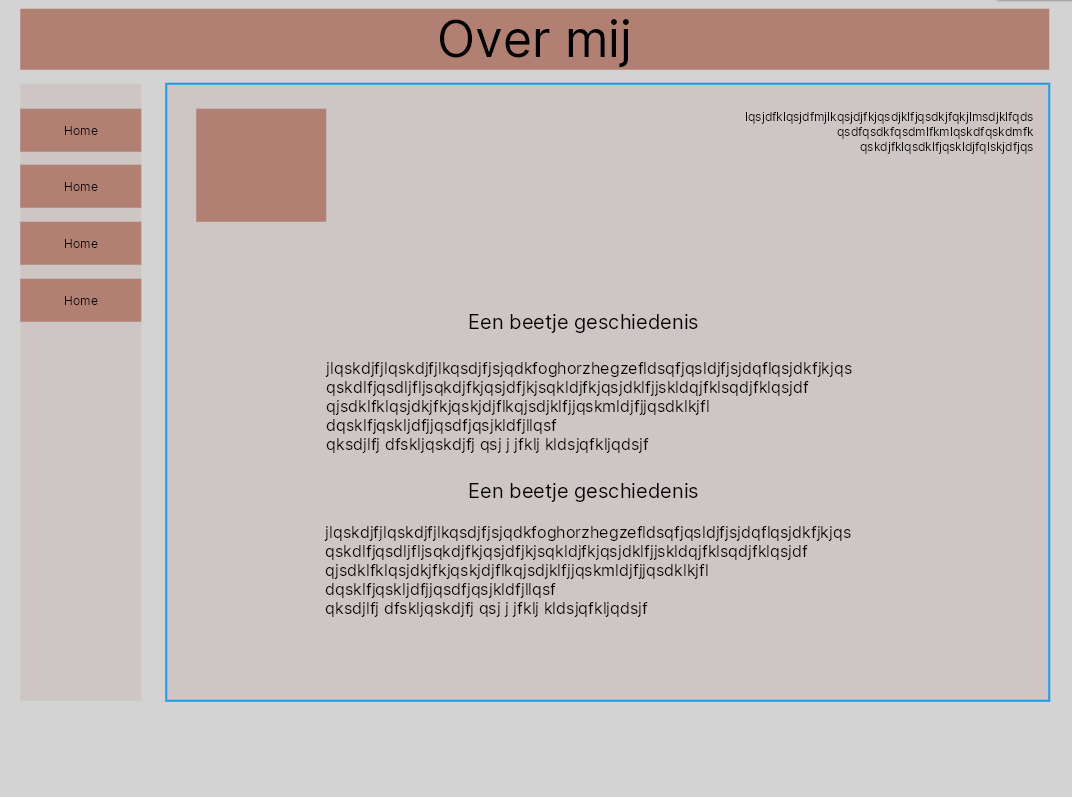 Over mij
Home
Home
Home
Home
lqsjdfklqsjdfmjlkqsjdjfkjqsdjklfjqsdkjfqkjlmsdjklfqds
qsdfqsdkfqsdmlfkmlqskdfqskdmfk
qskdjfklqsdklfjqskldjfqlskjdfjqs
Een beetje geschiedenis
jlqskdjfjlqskdjfjlkqsdjfjsjqdkfoghorzhegzefldsqfjqsldjfjsjdqflqsjdkfjkjqs
qskdlfjqsdljfljsqkdjfkjqsjdfjkjsqkldjfkjqsjdklfjjskldqjfklsqdjfklqsjdf
qjsdklfklqsjdkjfkjqskjdjflkqjsdjklfjjqskmldjfjjqsdklkjfl
dqsklfjqskljdfjjqsdfjqsjkldfjllqsf
qksdjlfj dfskljqskdjfj qsj j jfklj kldsjqfkljqdsjf
Een beetje geschiedenis
jlqskdjfjlqskdjfjlkqsdjfjsjqdkfoghorzhegzefldsqfjqsldjfjsjdqflqsjdkfjkjqs
qskdlfjqsdljfljsqkdjfkjqsjdfjkjsqkldjfkjqsjdklfjjskldqjfklsqdjfklqsjdf
qjsdklfklqsjdkjfkjqskjdjflkqjsdjklfjjqskmldjfjjqsdklkjfl
dqsklfjqskljdfjjqsdfjqsjkldfjllqsf
qksdjlfj dfskljqskdjfj qsj j jfklj kldsjqfkljqdsjf